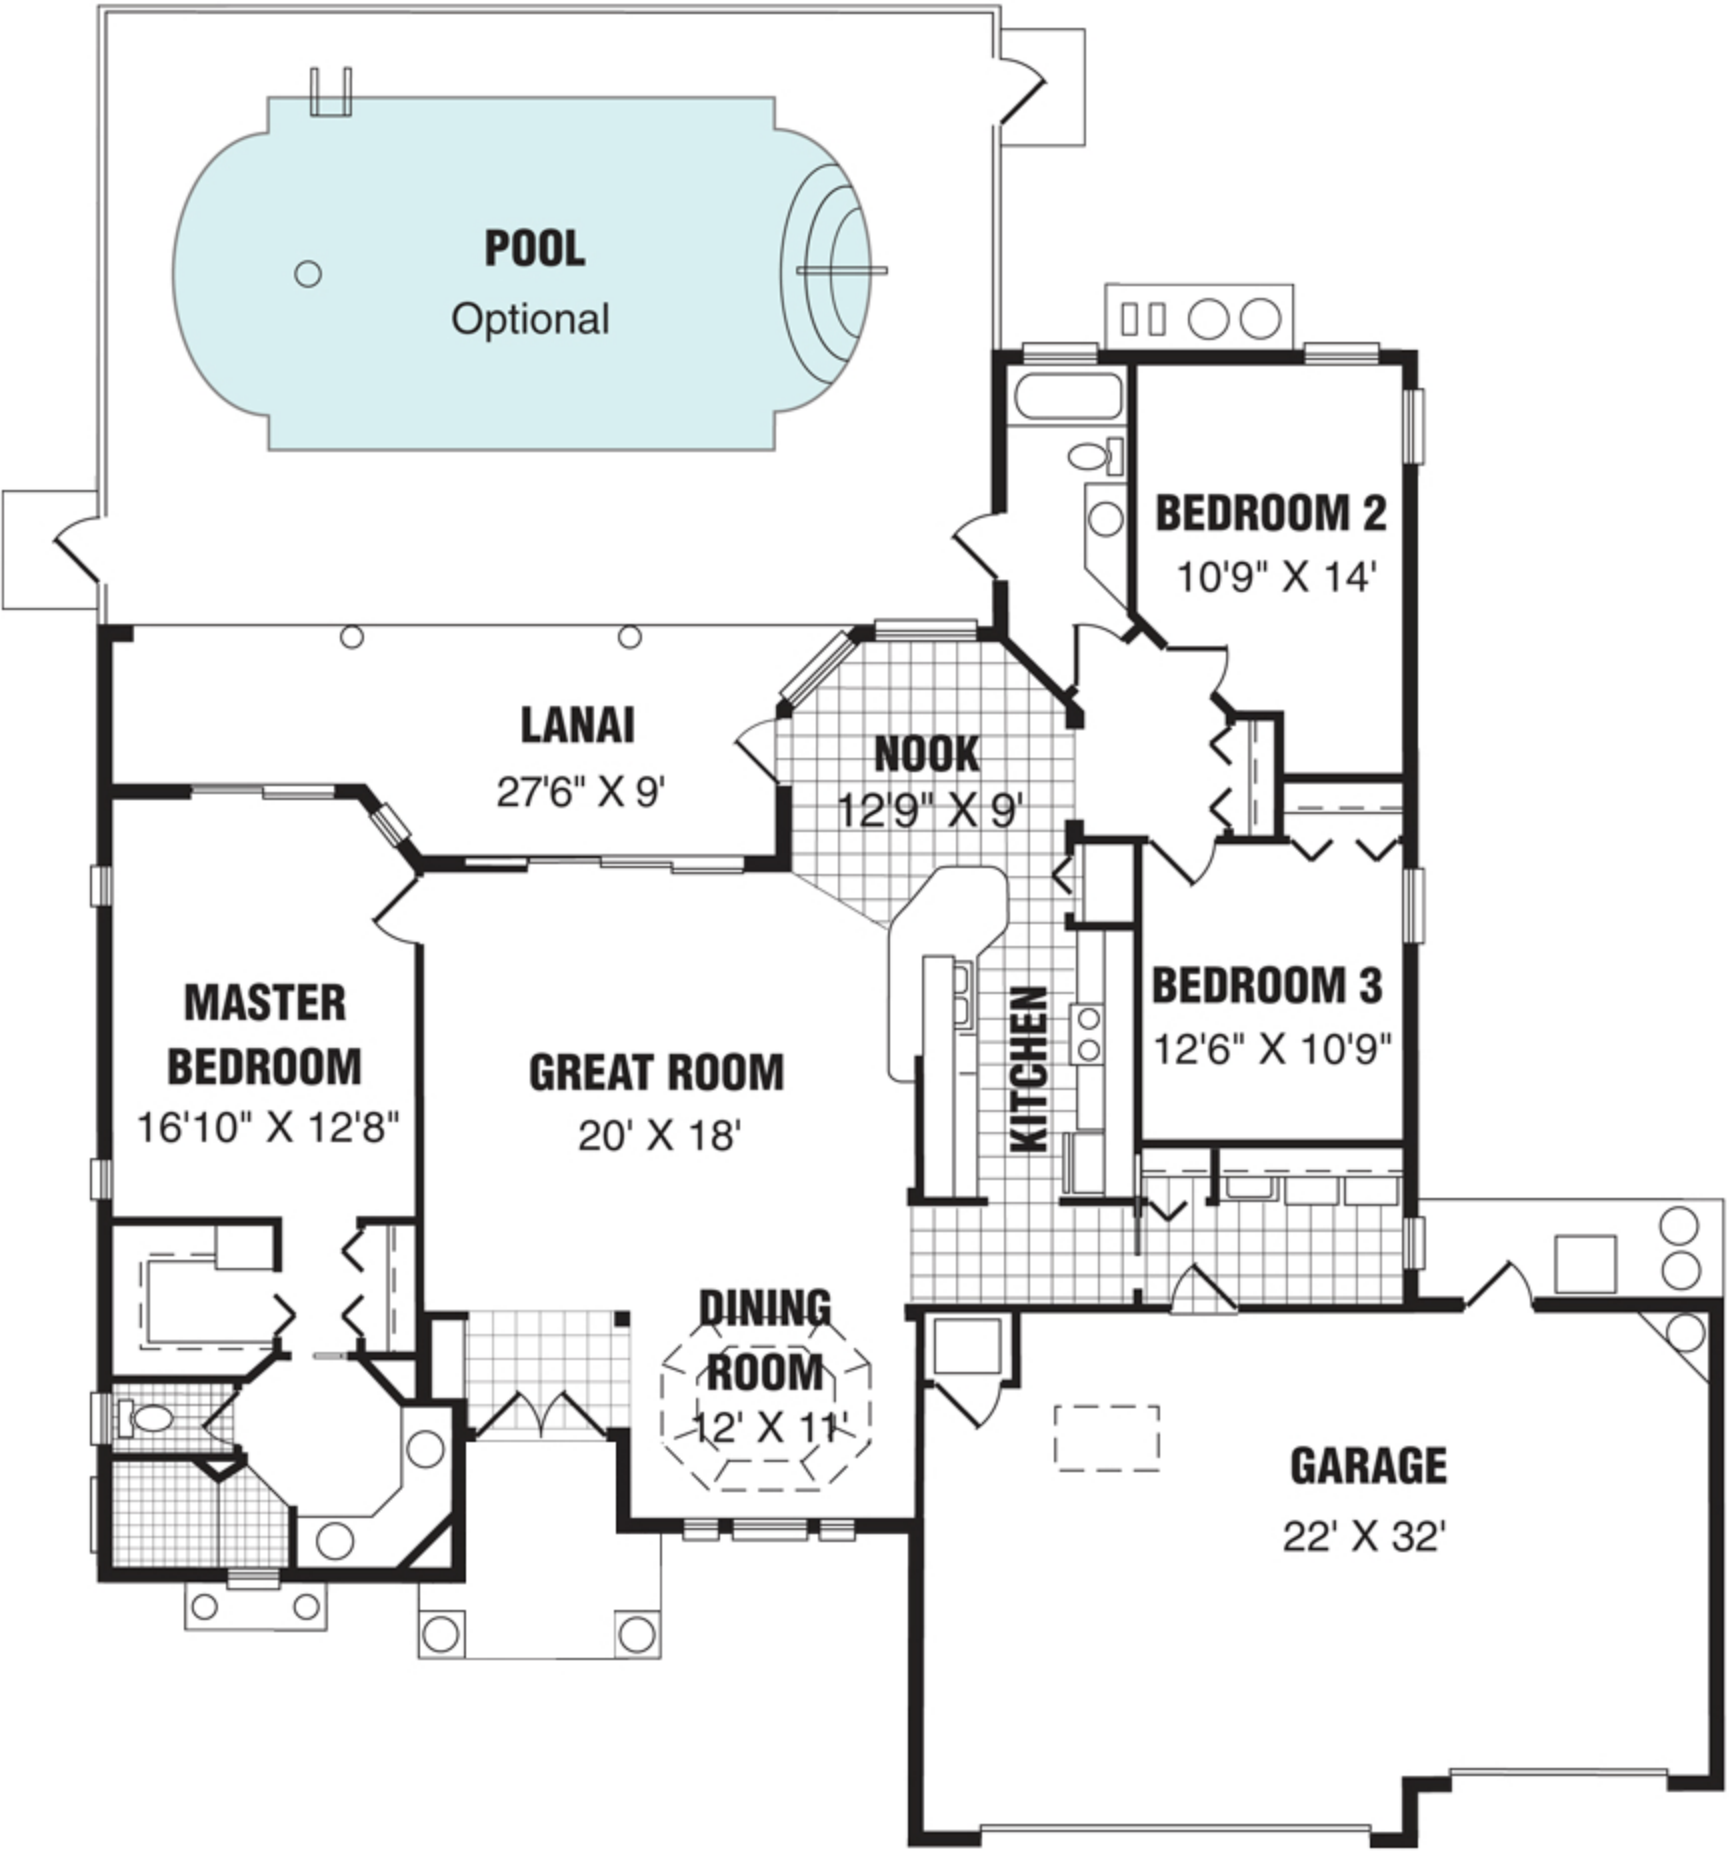 POOL
Optional
BEDROOM 2
10'9" X 14'
LANAI
27'6" X 9'
NOOK
12'9" X 9'
MASTER
BEDROOM
16'10" X 12'8"
GREAT ROOM
20' X 18'
KITCHEN
BEDROOM 3
12'6" X 10'9"
DINING
ROOM
12' X 11'
GARAGE
22' X 32'